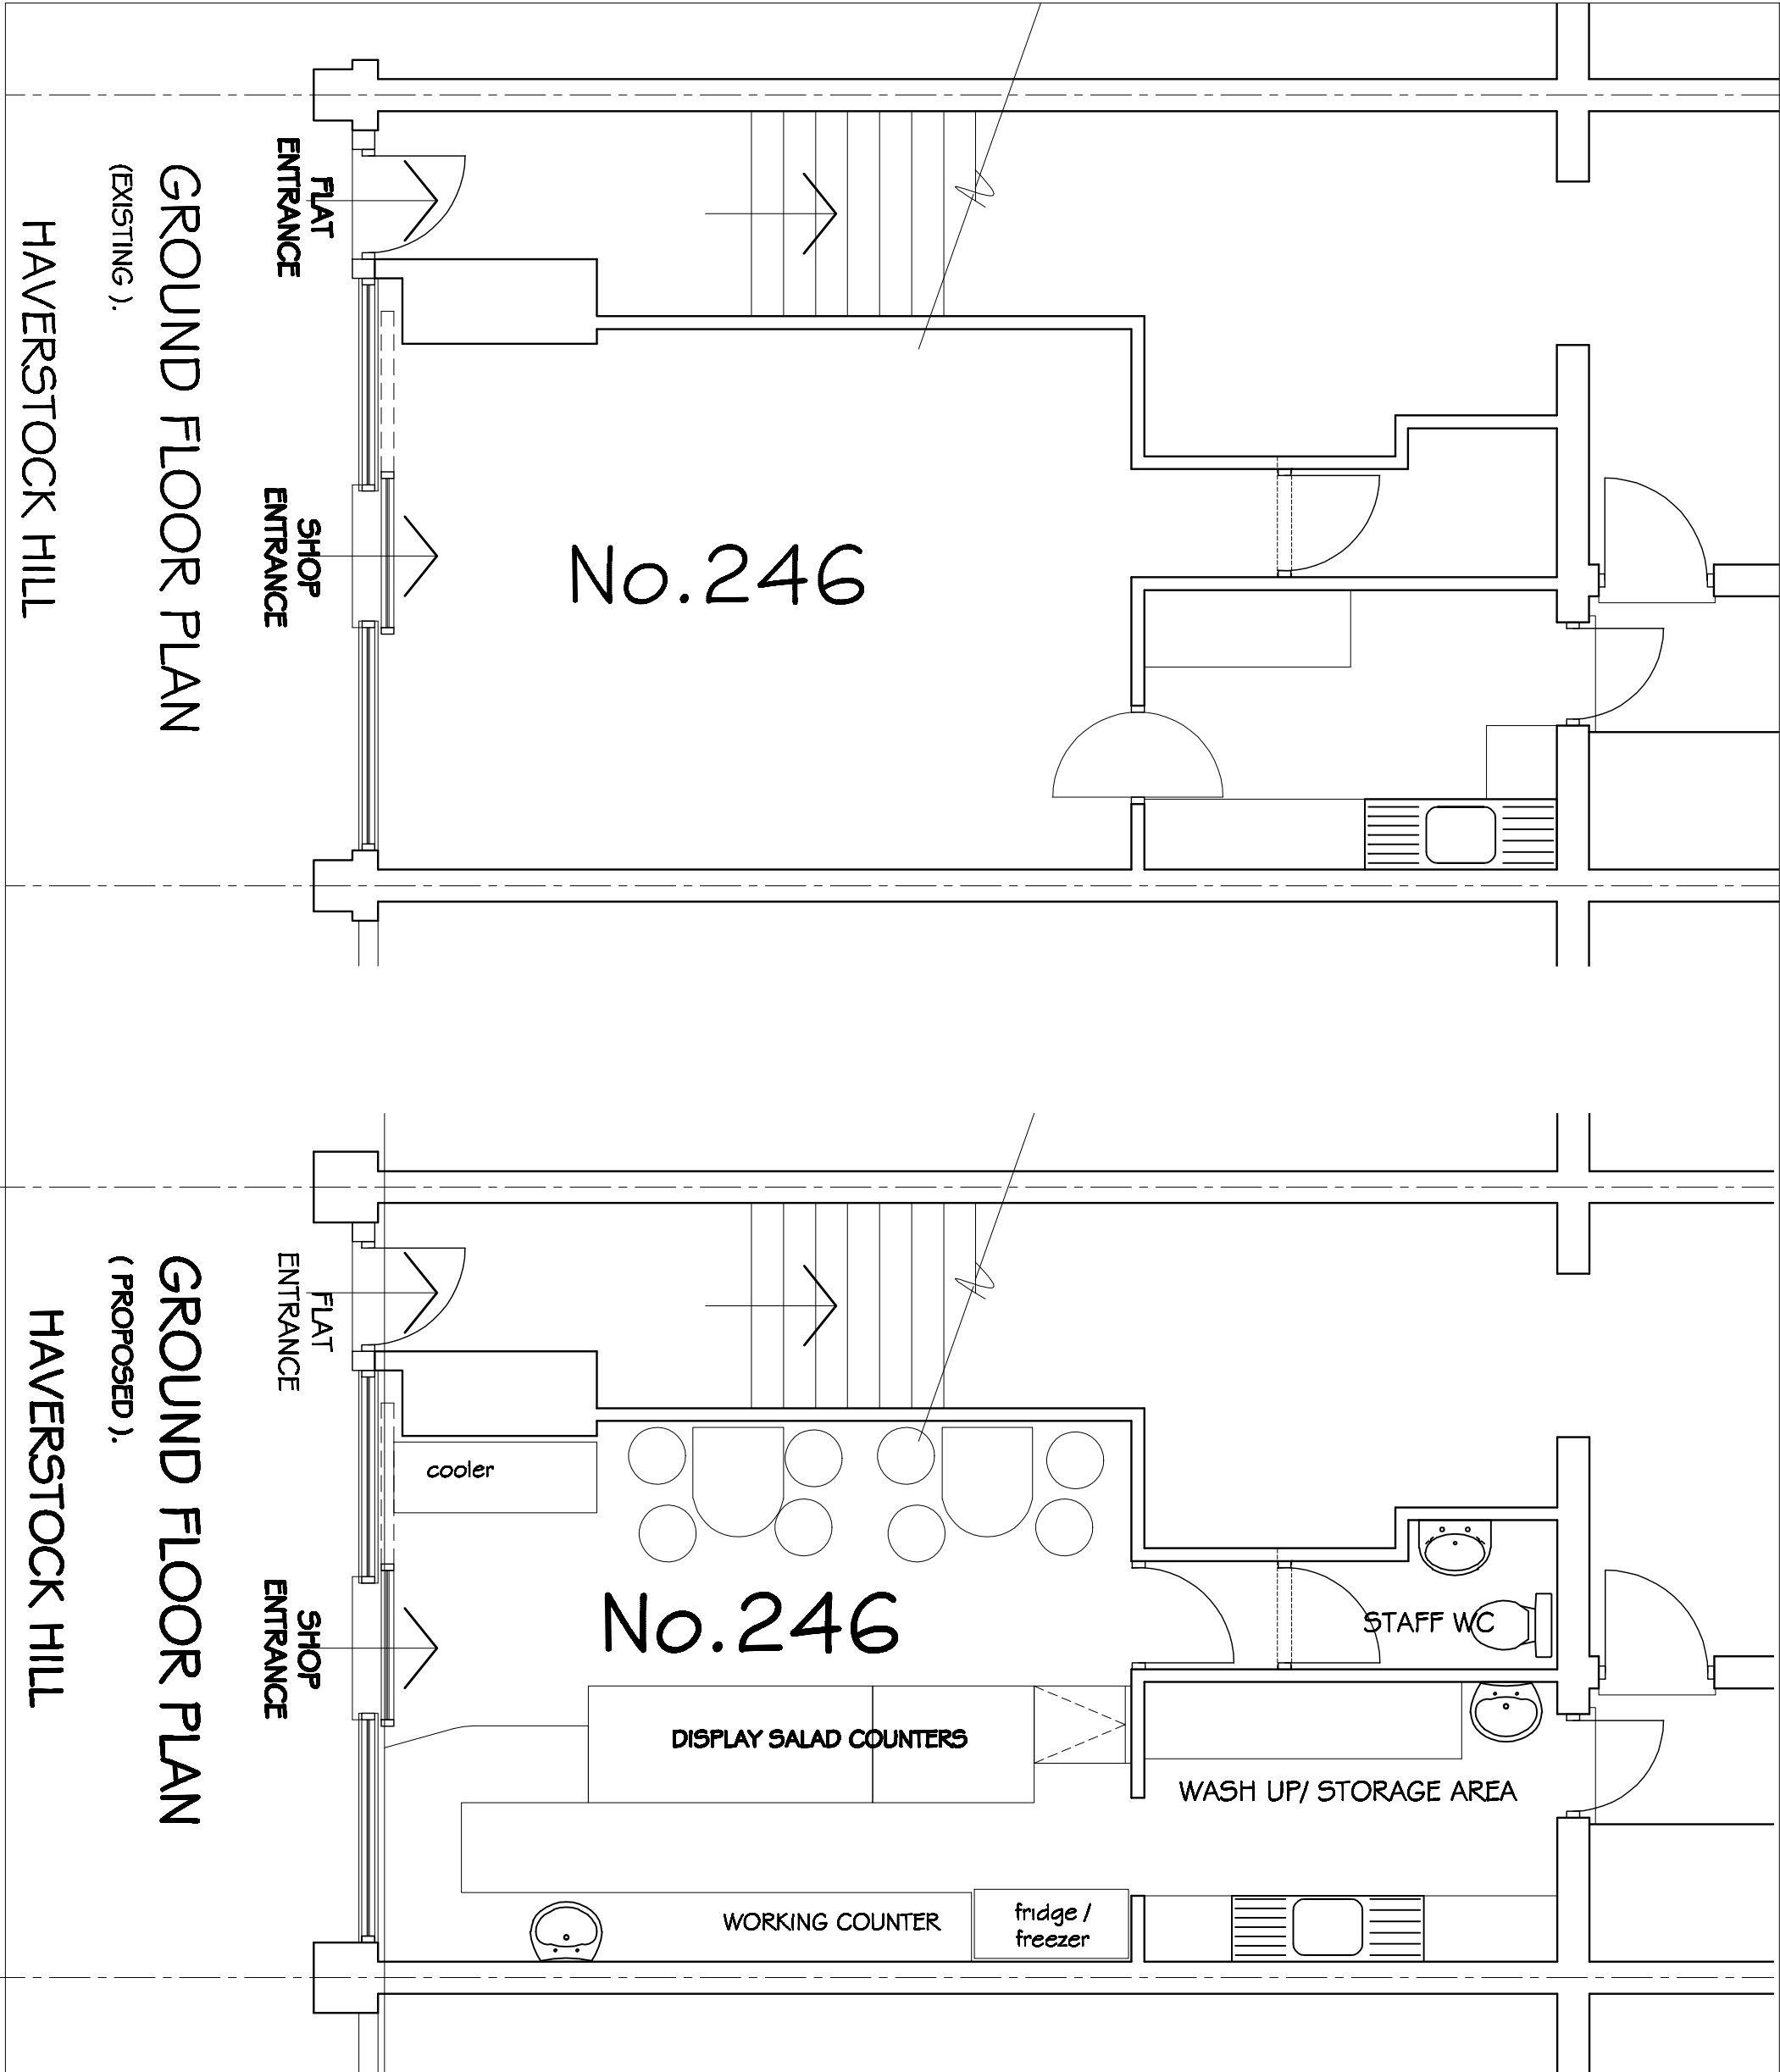 FLAT
ENTRANCE
GROUND FLOOR PLAN
(EXISTING ).
HAVERSTOCK HILL
SHOP
ENTRANCE
No.246
FLAT
ENTRANCE
GROUND FLOOR PLAN
( PROPOSED ).
HAVERSTOCK HILL
SHOP
ENTRANCE
cooler
No.246
STAFF WC
DISPLAY SALAD COUNTERS
WASH UP/ STORAGE AREA
WORKING COUNTER
fridge /
freezer